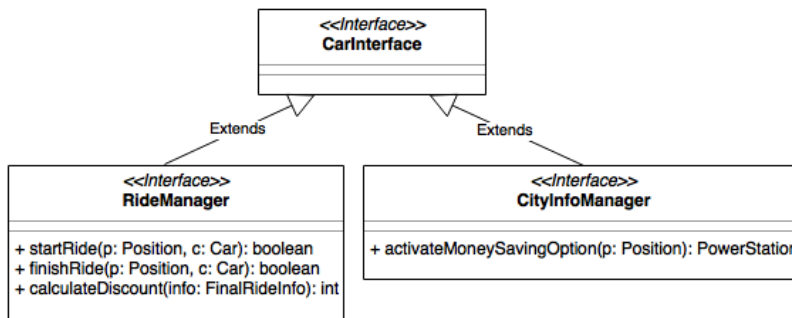 <<Interface>>
CarInterface
Extends
Extends
<<Interface>>
RideManager
+ startRide(p: Position, c: Car): boolean
+ finishRide(p: Position, c: Car): boolean
+ calculateDiscount(info: FinalRideInfo): int
<<Interface>>
CityInfoManager
+ activateMoneySavingOption(p: Position): PowerStation